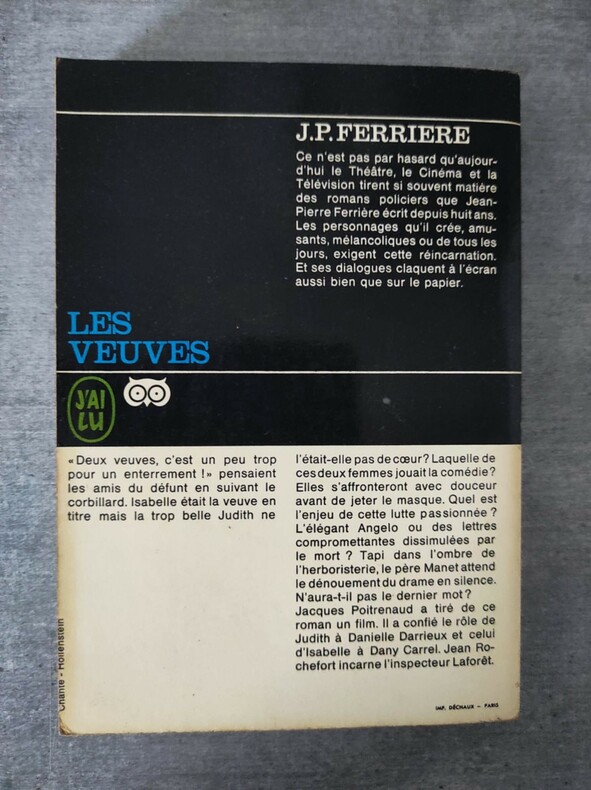 J.P. FERRIERE
Ce n'est pas par hasard qu'aujour-
d'hui le Théâtre, le Cinéma et la
Télévision tirent si souvent matière
des romans policiers que Jean-
Pierre Ferrière écrit depuis huit ans.
Les personnages qu'il crée, amu-
sants, mélancoliques ou de tous les
jours, exigent cette réincarnation.
Et ses dialogues claquent à l'écran
aussi bien que sur le papier.
LES
VEUVES
J'AI
LU
«Deux veuves, c'est un peu trop
pour un enterrement!» pensaient
les amis du défunt en suivant le
corbillard. Isabelle était la veuve en
titre mais la trop belle Judith ne
l'était-elle pas de cœur? Laquelle de
ces deux femmes jouait la comédie?
Elles s'affronteront avec douceur
avant de jeter le masque. Quel est
l'enjeu de cette lutte passionnée?
L'élégant Angelo ou des lettres
compromettantes dissimulées par
le mort ? Tapi dans l'ombre de
l'herboristerie, le père Manet attend
le dénouement du drame en silence.
N'aura-t-il pas le dernier mot?
Jacques Poitrenaud a tiré de ce
roman un film. Il a confié le rôle de
Judith à Danielle Darrieux et celui
d'Isabelle à Dany Carrel. Jean Ro-
chefort incarne l'inspecteur Laforêt.
Chante - Hollenstein
IMP. DÉCHAUX - PARIS